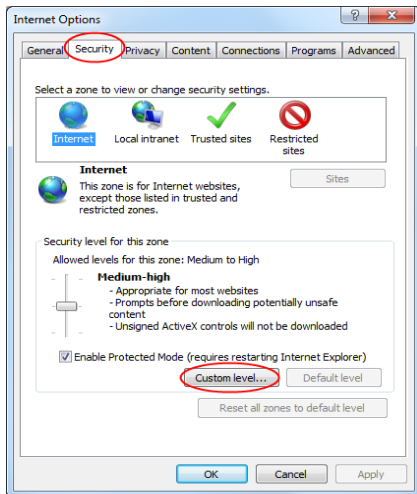 Internet Options
General Security Privacy Content Connections Programs Advanced
Select a zone to view or change security settings.
Internet Local intranet Trusted sites Restricted
sites
Internet
Sites
This zone is for Internet websites,
except those listed in trusted and
restricted zones.
Security level for this zone
Allowed levels for this zone: Medium to High
Medium-high
- Appropriate for most websites
- Prompts before downloading potentially unsafe
content
- Unsigned ActiveX controls will not be downloaded
Enable Protected Mode (requires restarting Internet Explorer)
Custom level... Default level
Reset all zones to default level
OK Cancel Apply